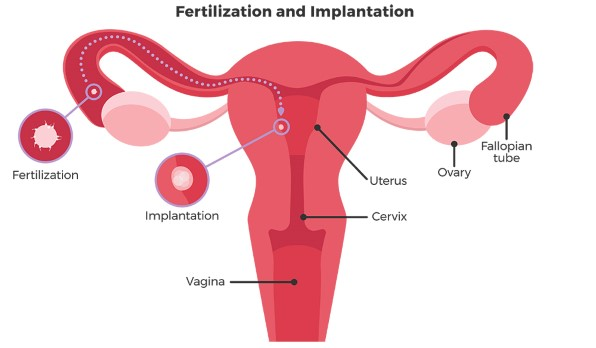 Fertilization and Implantation
Fertilization
Implantation
Uterus
Ovary
Fallopian
tube
Cervix
Vagina